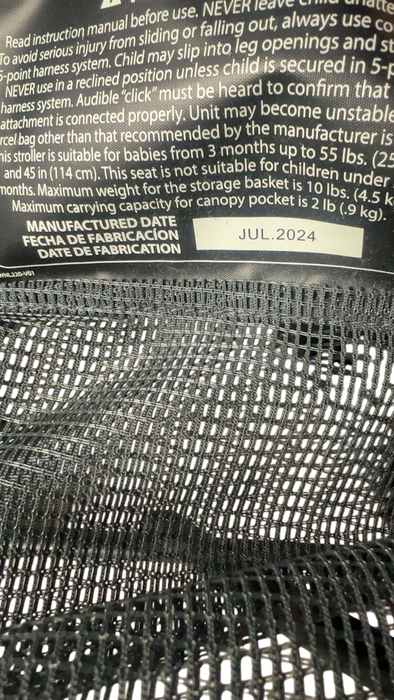 Read instruction manual before use. NEVER leave child unatte
To avoid serious injury from sliding or falling out, always use co
5-point harness system. Child may slip into leg openings and st
NEVER use in a reclined position unless child is secured in 5-p
harness system. Audible "click" must be heard to confirm that
attachment is connected properly. Unit may become unstable
rcel bag other than that recommended by the manufacturer is
his stroller is suitable for babies from 3 months up to 55 lbs. (25
and 45 in (114 cm). This seat is not suitable for children under
months. Maximum weight for the storage basket is 10 lbs. (4.5 k
Maximum carrying capacity for canopy pocket is 2 lb (.9 kg).
MANUFACTURED DATE
FECHA DE FABRICACÍON
DATE DE FABRICATION
JUL.2024